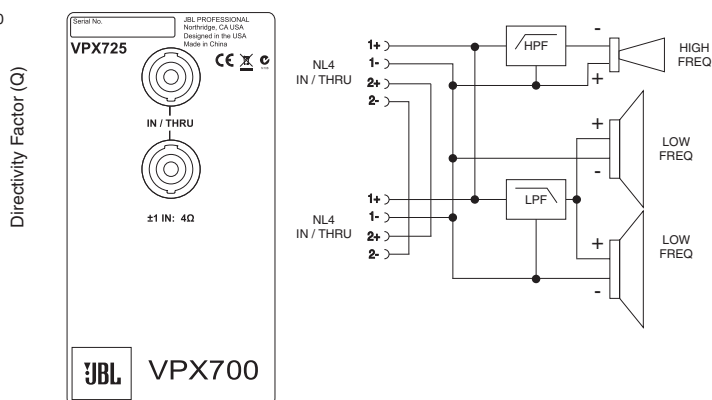 0
Directivity Factor (Q)
Serial No.
JBL PROFESSIONAL
Northridge, CA USA
Designed in the USA
Made in China
VPX725
CE
IN / THRU
±1 IN: 4Ω
JBL
VPX700
NL4
IN / THRU
1+
1-
2+
2-
HPF
-
+
HIGH
FREQ
+
-
LOW
FREQ
NL4
IN / THRU
1+
1-
2+
2-
LPF
+
-
LOW
FREQ